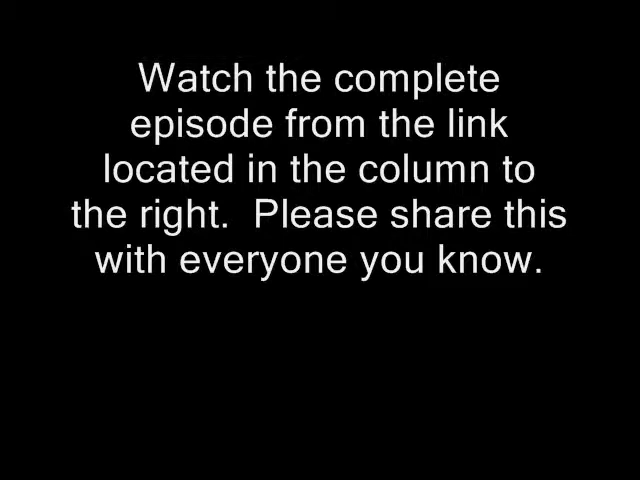 Watch the complete
episode from the link
located in the column to
the right.  Please share this
with everyone you know.